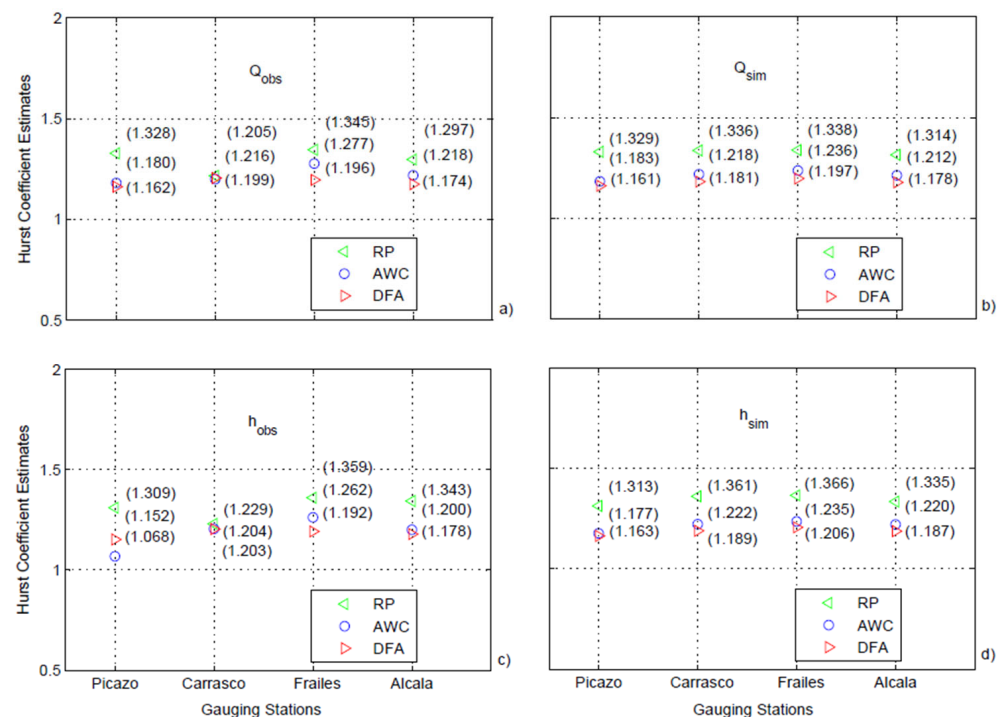 2
Q_obs
1.5
(1.328)
(1.205)
(1.345)
(1.297)
(1.180)
(1.216)
(1.277)
(1.218)
(1.162)
(1.199)
(1.196)
(1.174)
1
0.5
Hurst Coefficient Estimates
RP
AWC
DFA
a)
Q_sim
(1.329)
(1.336)
(1.338)
(1.314)
(1.183)
(1.218)
(1.236)
(1.212)
(1.161)
(1.181)
(1.197)
(1.178)
RP
AWC
DFA
b)
2
h_obs
1.5
(1.309)
(1.229)
(1.359)
(1.343)
(1.152)
(1.204)
(1.262)
(1.200)
(1.068)
(1.203)
(1.192)
(1.178)
1
0.5
Hurst Coefficient Estimates
RP
AWC
DFA
c)
Picazo
Carrasco
Frailes
Alcala
Gauging Stations
h_sim
(1.313)
(1.361)
(1.366)
(1.335)
(1.177)
(1.222)
(1.235)
(1.220)
(1.163)
(1.189)
(1.206)
(1.187)
RP
AWC
DFA
d)
Picazo
Carrasco
Frailes
Alcala
Gauging Stations